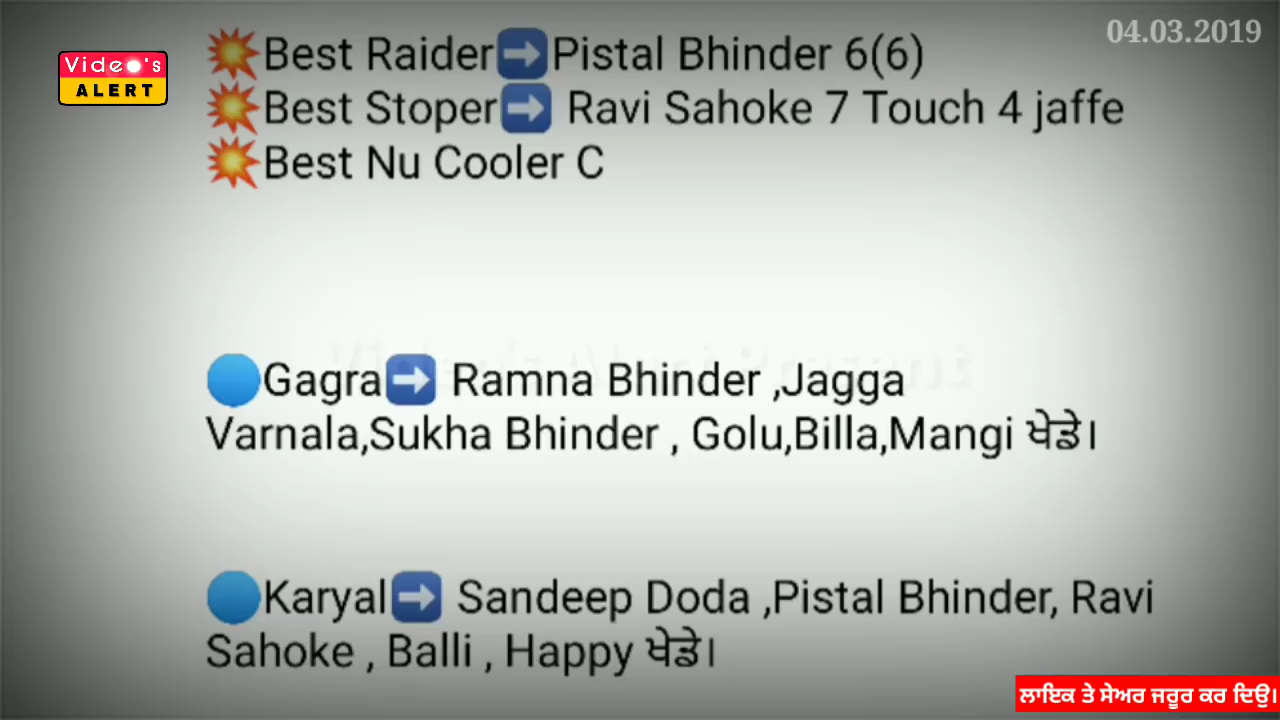 04.03.2019
Video's
ALERT
💥Best Raider➡️Pistal Bhinder 6(6)
💥Best Stoper➡️ Ravi Sahoke 7 Touch 4 jaffe
💥Best Nu Cooler C
🔵Gagra➡️ Ramna Bhinder ,Jagga
Varnala,Sukha Bhinder , Golu,Billa,Mangi ਖੇਡੇ।
🔵Karyal➡️ Sandeep Doda ,Pistal Bhinder, Ravi
Sahoke , Balli , Happy ਖੇਡੇ।
ਲਾਇਕ ਤੇ ਸੇਅਰ ਜਰੂਰ ਕਰ ਦਿਉ।